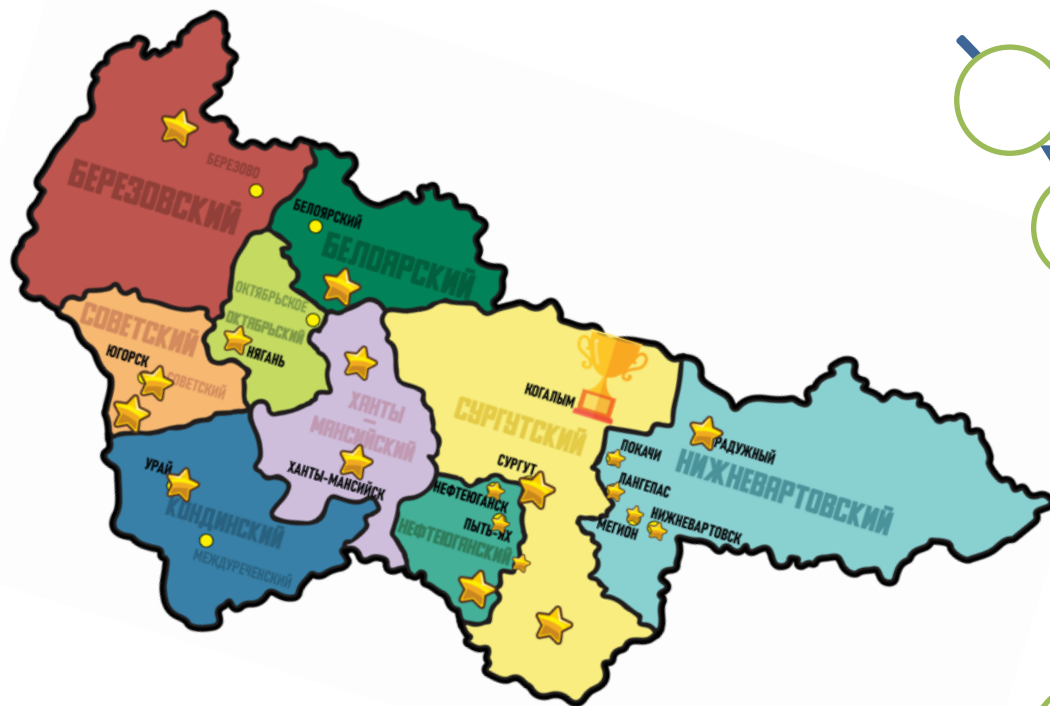 БЕРЕЗОВО
БЕРЕЗОВСКИЙ
БЕЛОЯРСКИЙ
БЕЛОЯРСКИЙ
ОКТЯБРЬСКОЕ
ОКТЯБРЬСКИЙ
НЯГАНЬ
СОВЕТСКИЙ
ЮГОРСК
СОВЕТСКИЙ
ХАНТЫ
–
МАНСИЙСКИЙ
ХАНТЫ-МАНСИЙСК
КОГАЛЫМ
СУРГУТСКИЙ
СУРГУТ
РАДУЖНЫЙ
ПОКАЧИ
НИЖНЕВАРТОВСКИЙ
ЛАНГЕПАС
МЕГИОН
НИЖНЕВАРТОВСК
НЕФТЕЮГАНСК
ПЫТЬ-ЯХ
НЕФТЕЮГАНСКИЙ
УРАЙ
КОНДИНСКИЙ
МЕЖДУРЕЧЕНСКИЙ